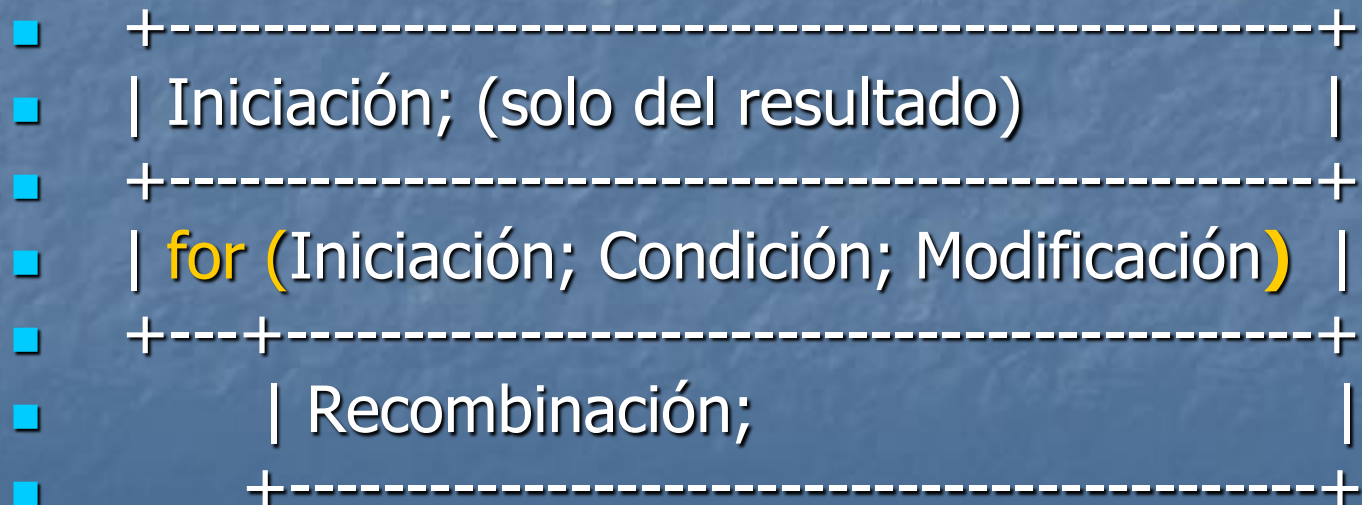 +-------------------------------------------------+
| Iniciación; (solo del resultado) |
+-------------------------------------------------+
| for (Iniciación; Condición; Modificación) |
+---+--------------------------------------------+
| Recombinación; |
+--------------------------------------------+